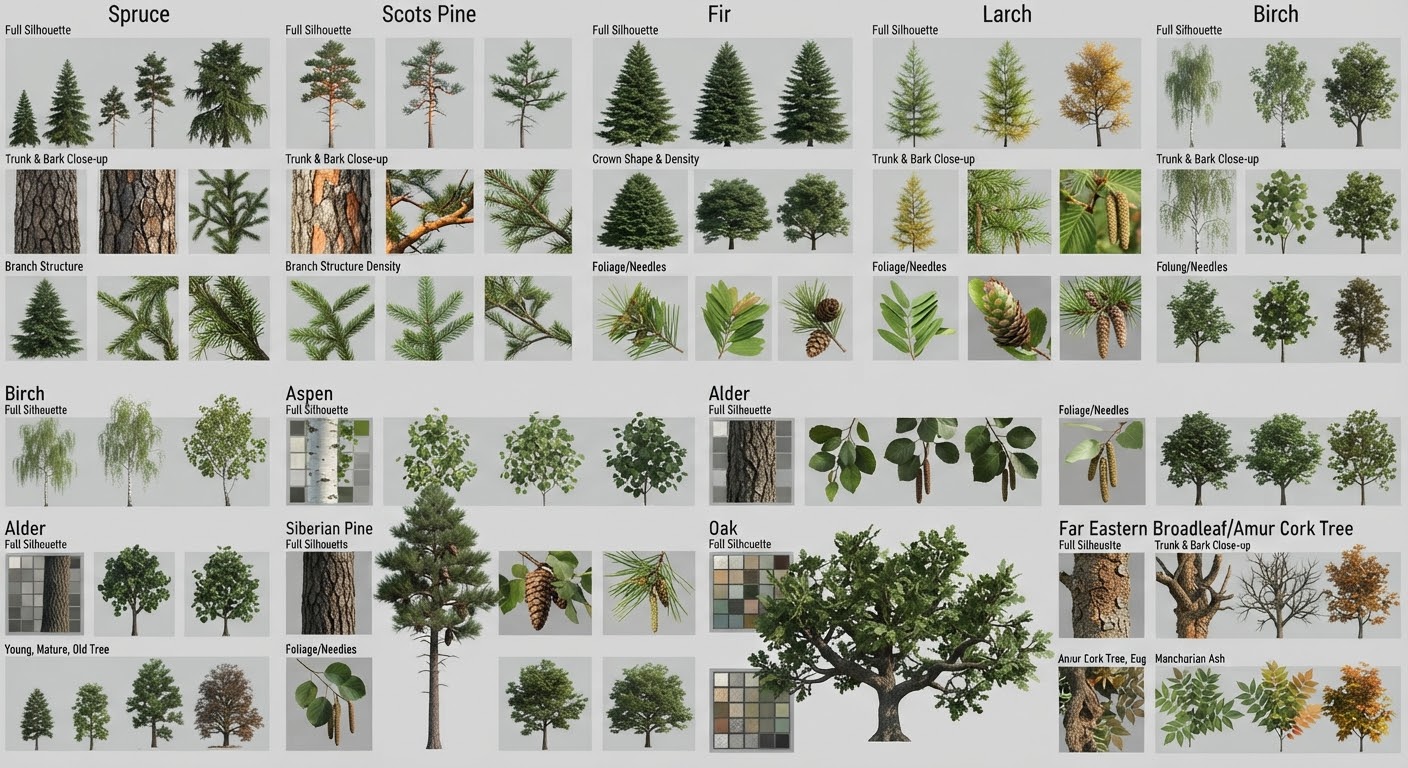 Spruce
Scots Pine
Fir
Larch
Birch
Full Silhouette
Full Silhouette
Full Silhouette
Full Silhouette
Full Silhouette
Trunk & Bark Close-up
Trunk & Bark Close-up
Crown Shape & Density
Trunk & Bark Close-up
Trunk & Bark Close-up
Branch Structure
Branch Structure Density
Foliage/Needles
Foliage/Needles
Folung/Needles
Birch
Full Silhouette
Aspen
Full Silhouette
Alder
Full Silhouette
Foliage/Needles
Alder
Full Silhouette
Siberian Pine
Full Silhouetts
Oak
Full Silhouette
Far Eastern Broadleaf/Amur Cork Tree
Full Silheusite
Trunk & Bark Close-up
Young, Mature, Old Tree
Foliage/Needles
Amur Cork Tree, Eug
Mancharian Ash